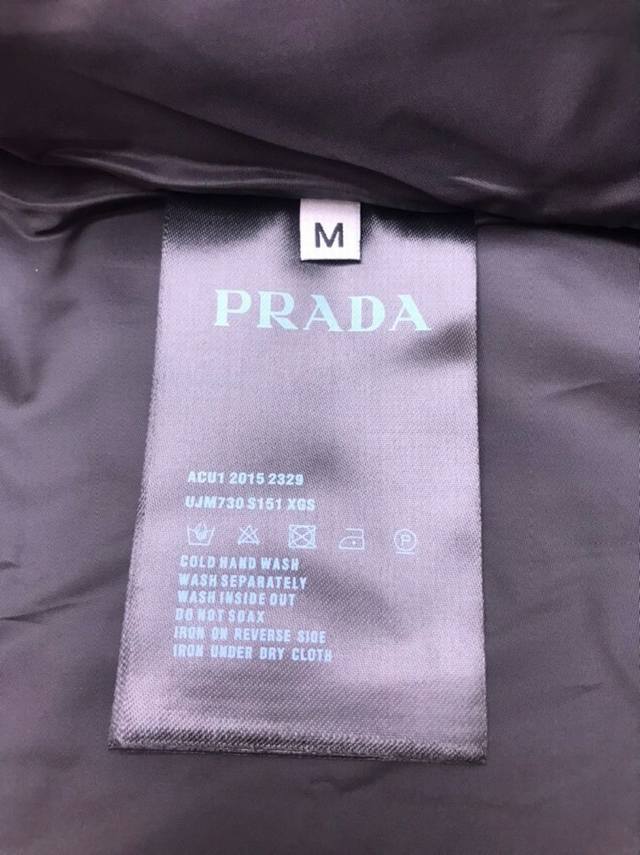 M
PRADA
ACU1 2015 2329
UJM730 S151 XGS
P
COLD HAND WASH
WASH SEPARATELY
WASH INSIDE OUT
DO NOT SOAX
IRON ON REVERSE SIDE
IRON UNDER DRY CLOTH